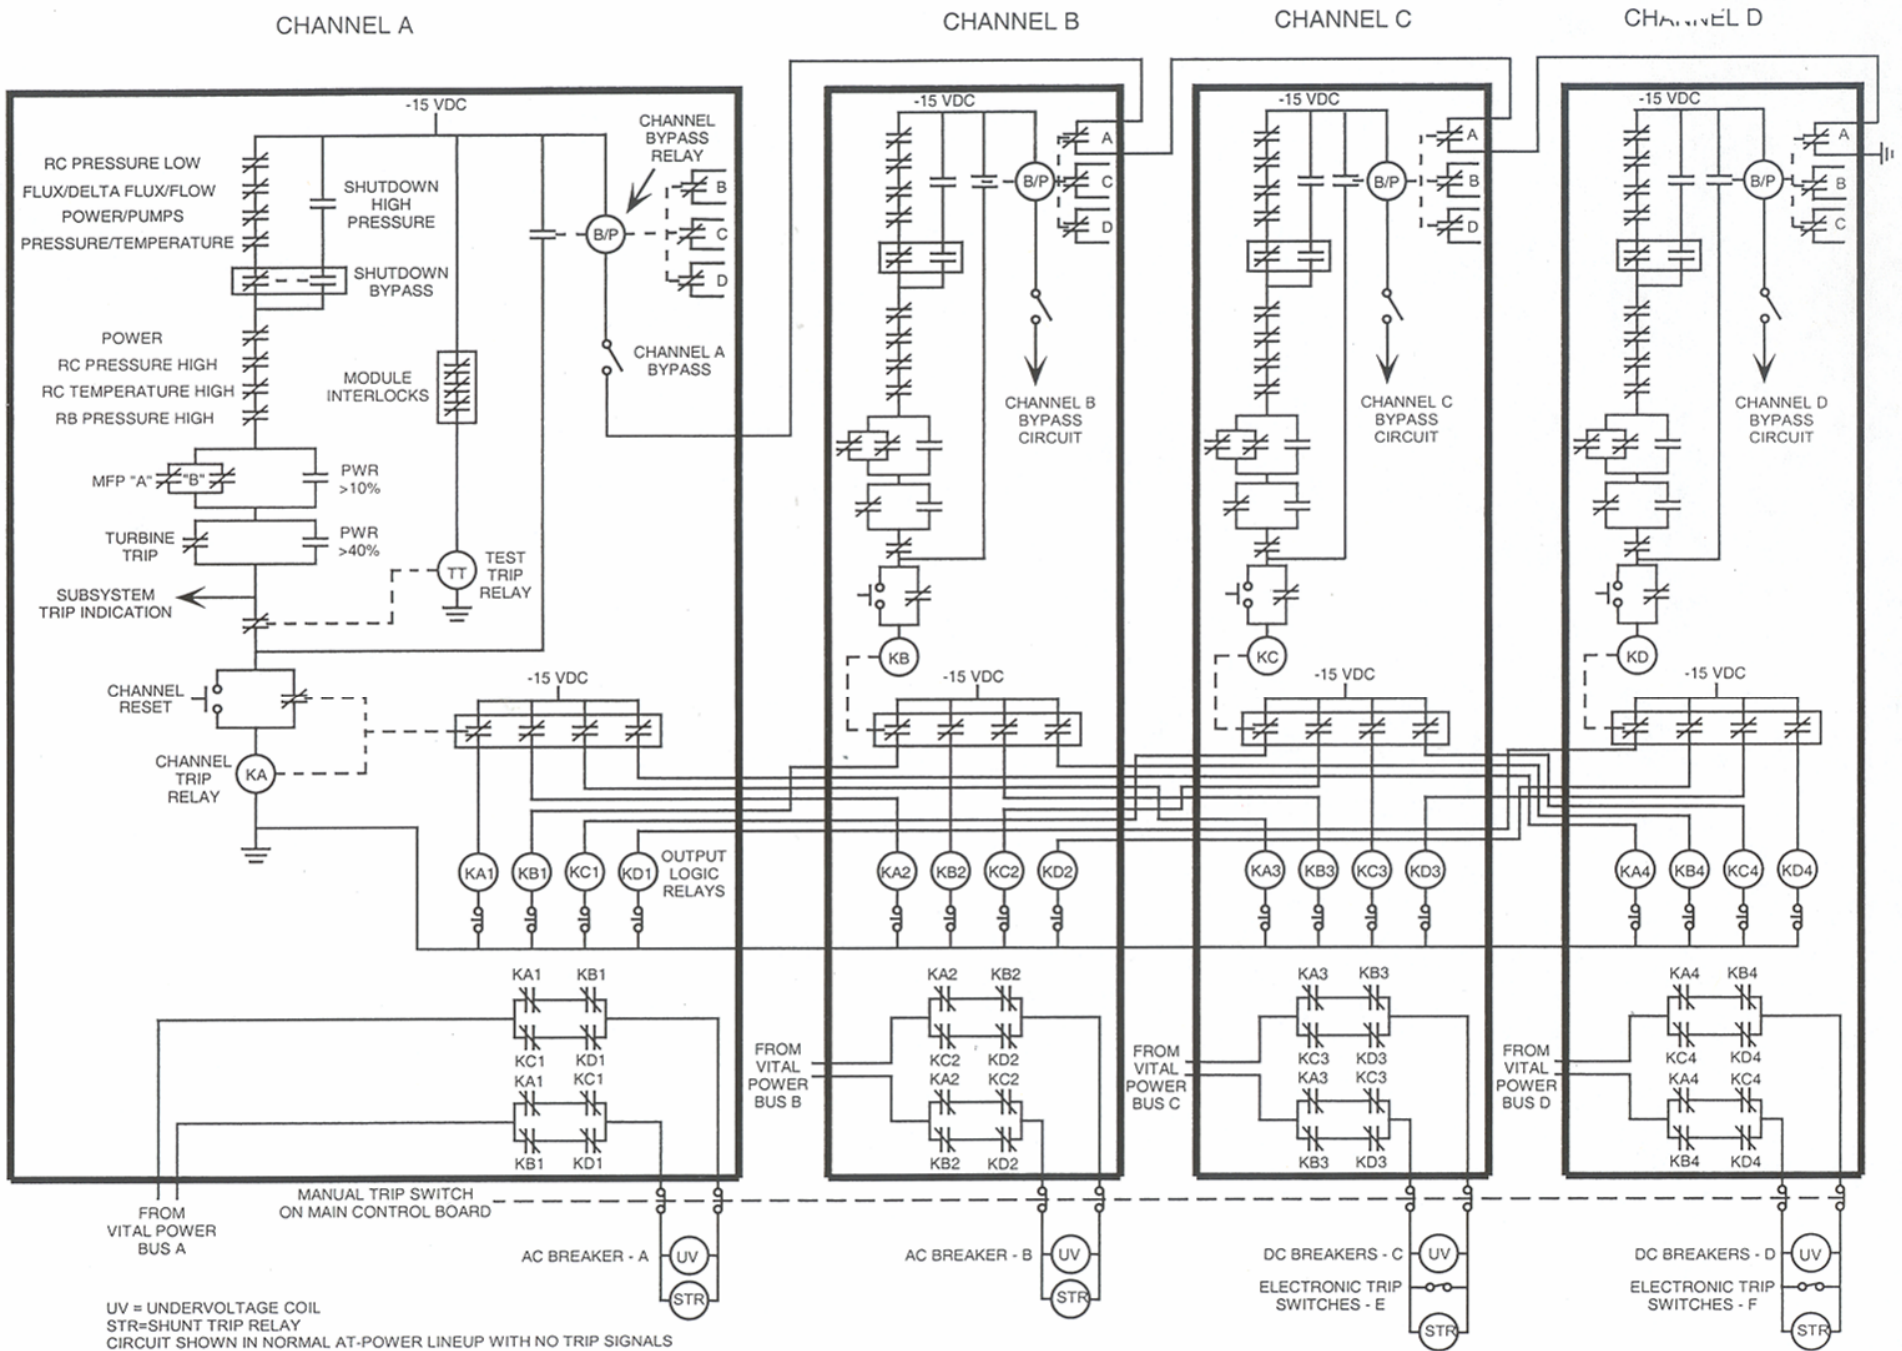 CHANNEL A
CHANNEL B
CHANNEL C
D
-15 VDC
CHANNEL
BYPASS
RELAY
RC PRESSURE LOW
FLUX/DELTA FLUX/FLOW
POWER/PUMPS
PRESSURE/TEMPERATURE
SHUTDOWN
HIGH
PRESSURE
B/P
B
C
D
SHUTDOWN
BYPASS
POWER
RC PRESSURE HIGH
RC TEMPERATURE HIGH
RB PRESSURE HIGH
MODULE
INTERLOCKS
CHANNEL A
BYPASS
MFP "A"
"B"
PWR
>10%
TURBINE
TRIP
PWR
>40%
SUBSYSTEM
TRIP INDICATION
TT
TEST
TRIP
RELAY
CHANNEL
RESET
CHANNEL
TRIP
RELAY
KA
-15 VDC
KA1
KB1
KC1
KD1
OUTPUT
LOGIC
RELAYS
KA1 KB1
KC1 KD1
KA1 KC1
KB1 KD1
-15 VDC
B/P
A
C
D
CHANNEL B
BYPASS
CIRCUIT
KB
-15 VDC
KA2
KB2
KC2
KD2
KA2 KB2
KC2 KD2
KA2 KC2
KB2 KD2
FROM
VITAL
POWER
BUS B
-15 VDC
B/P
A
B
D
CHANNEL C
BYPASS
CIRCUIT
KC
-15 VDC
KA3
KB3
KC3
KD3
KA3 KB3
KC3 KD3
KA3 KC3
KB3 KD3
FROM
VITAL
POWER
BUS C
-15 VDC
B/P
A
B
C
CHANNEL D
BYPASS
CIRCUIT
KD
-15 VDC
KA4
KB4
KC4
KD4
KA4 KB4
KC4 KD4
KA4 KC4
KB4 KD4
FROM
VITAL
POWER
BUS D
FROM
VITAL POWER
BUS A
MANUAL TRIP SWITCH
ON MAIN CONTROL BOARD
AC BREAKER - A
UV
STR
AC BREAKER - B
UV
STR
DC BREAKERS - C
UV
ELECTRONIC TRIP
SWITCHES - E
STR
DC BREAKERS - D
UV
ELECTRONIC TRIP
SWITCHES - F
STR
UV = UNDERVOLTAGE COIL
STR=SHUNT TRIP RELAY
CIRCUIT SHOWN IN NORMAL AT-POWER LINEUP WITH NO TRIP SIGNALS